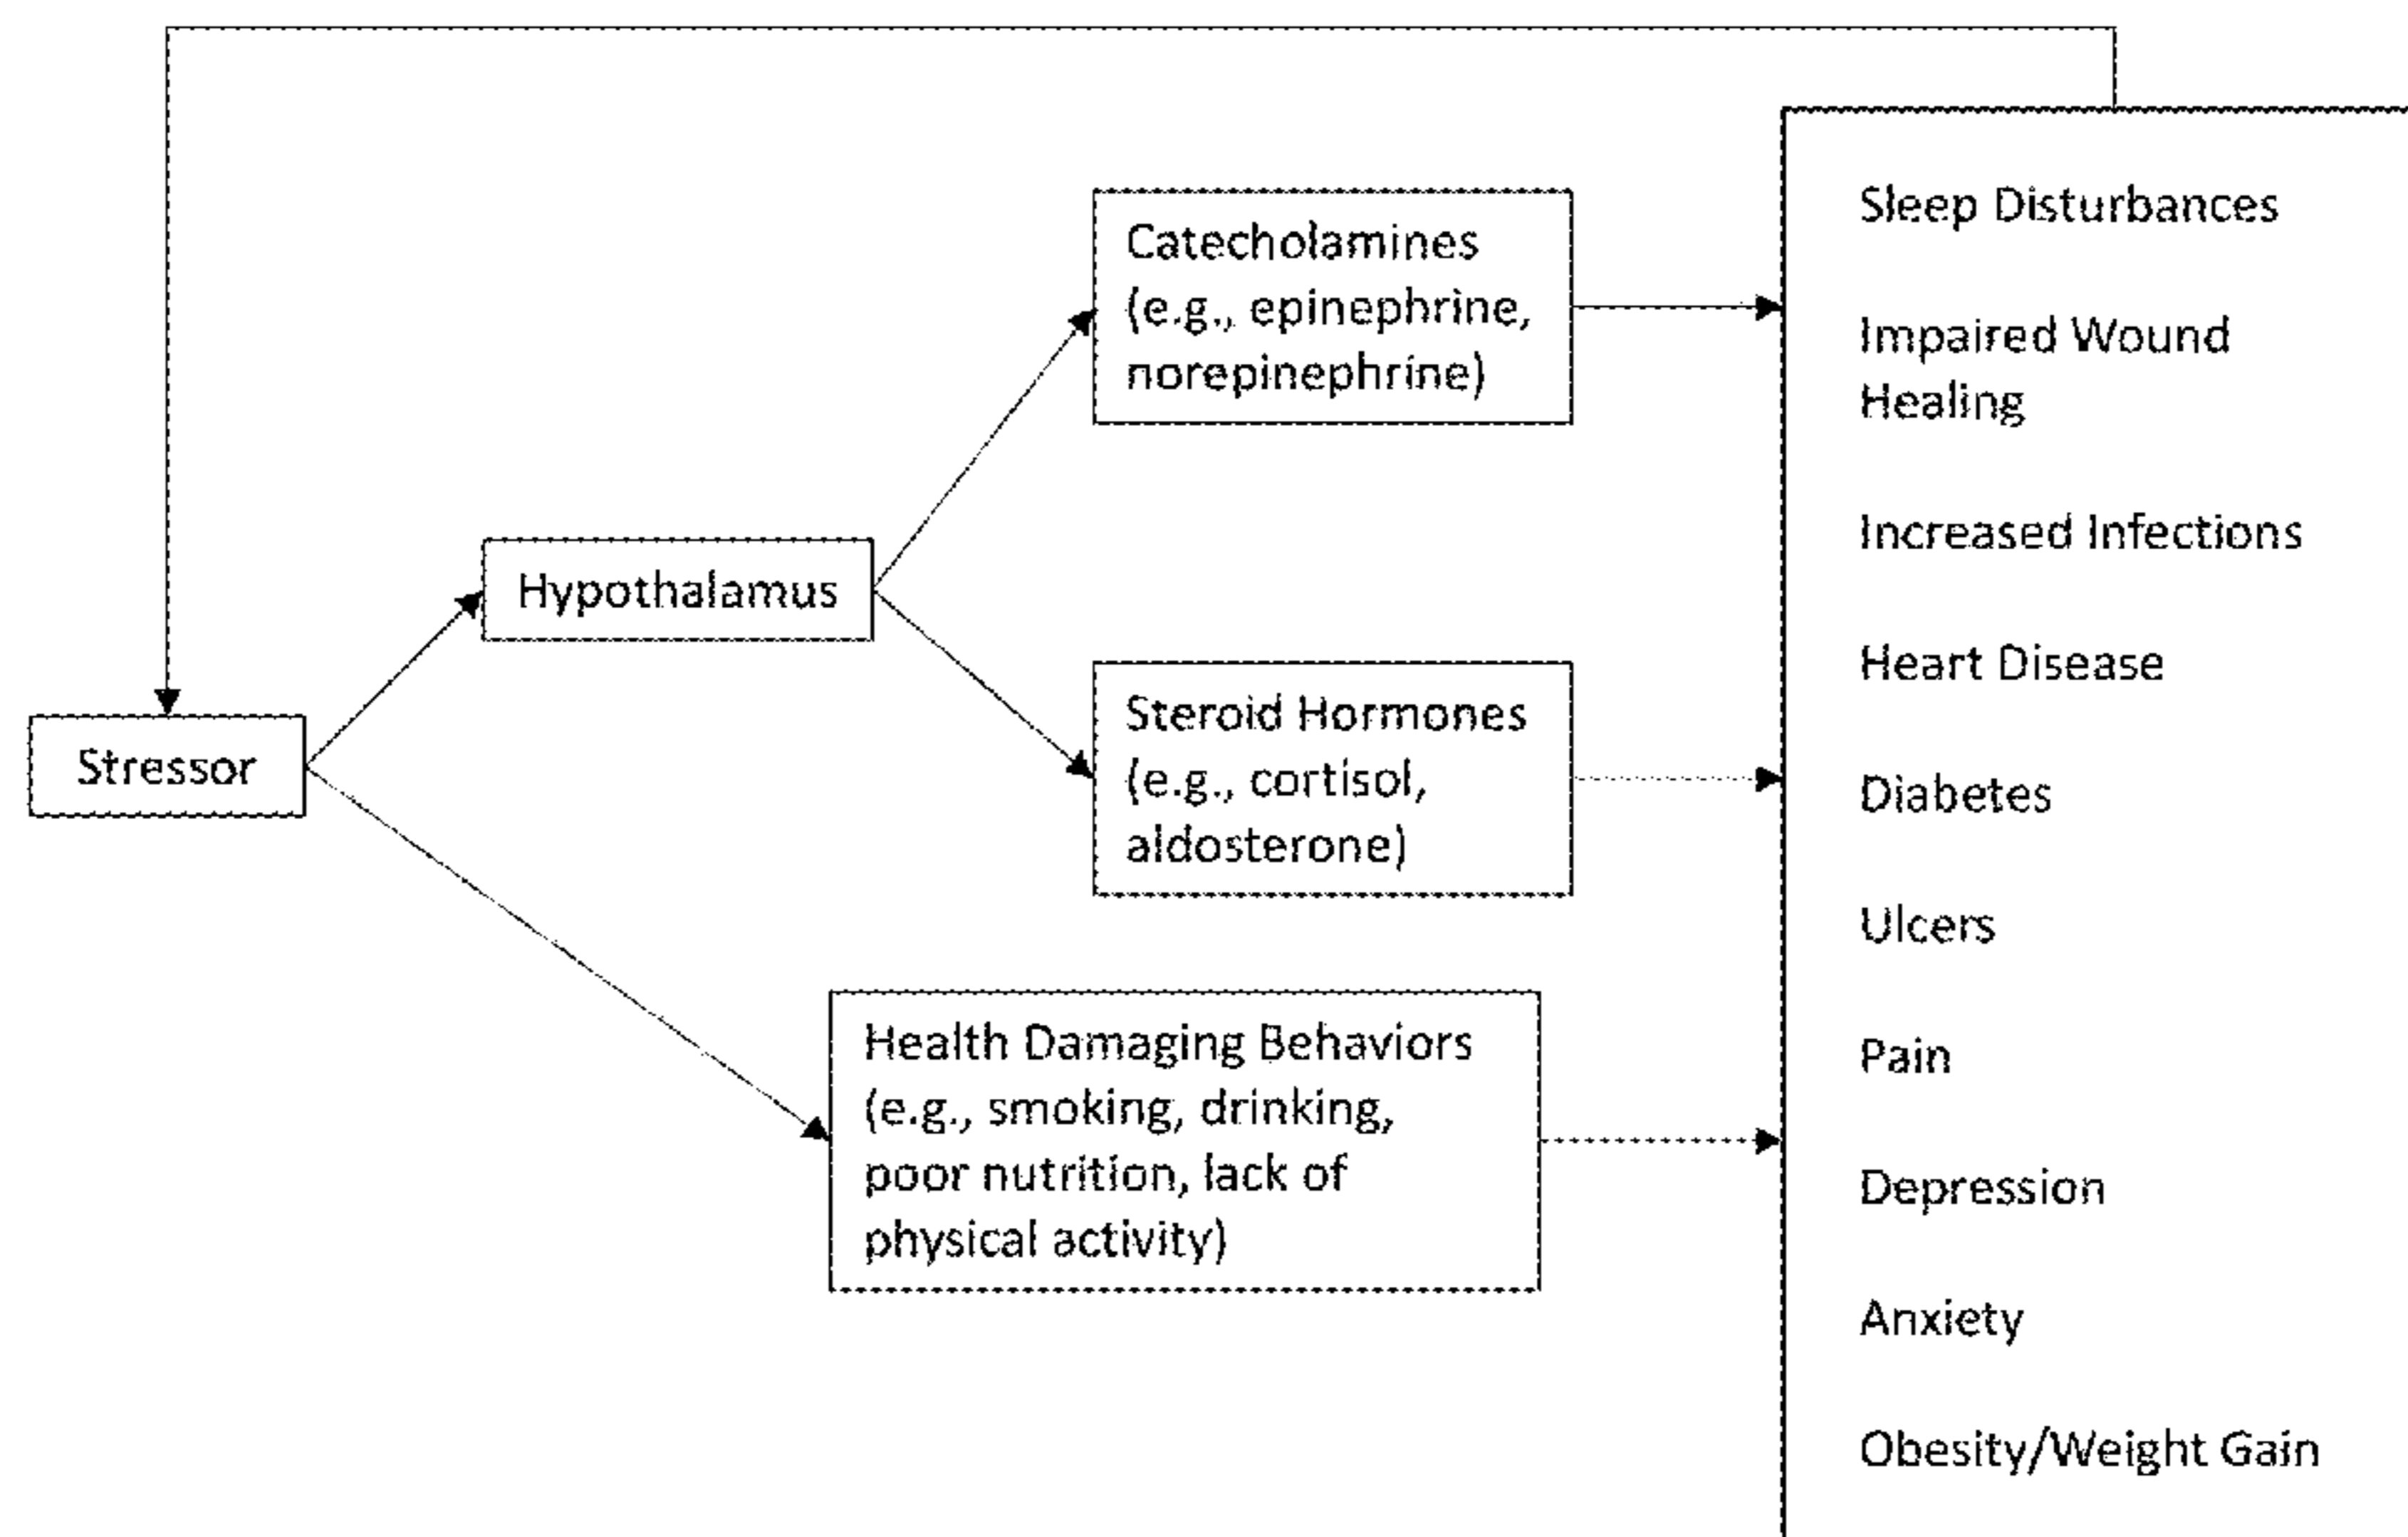 Stressor
Hypothalamus
Catecholamines
(e.g., epinephrine,
norepinephrine)
Steroid Hormones
(e.g., cortisol,
aldosterone)
Health Damaging Behaviors
(e.g., smoking, drinking,
poor nutrition, lack of
physical activity)
Sleep Disturbances
Impaired Wound
Healing
Increased Infections
Heart Disease
Diabetes
Ulcers
Pain
Depression
Anxiety
Obesity/Weight Gain